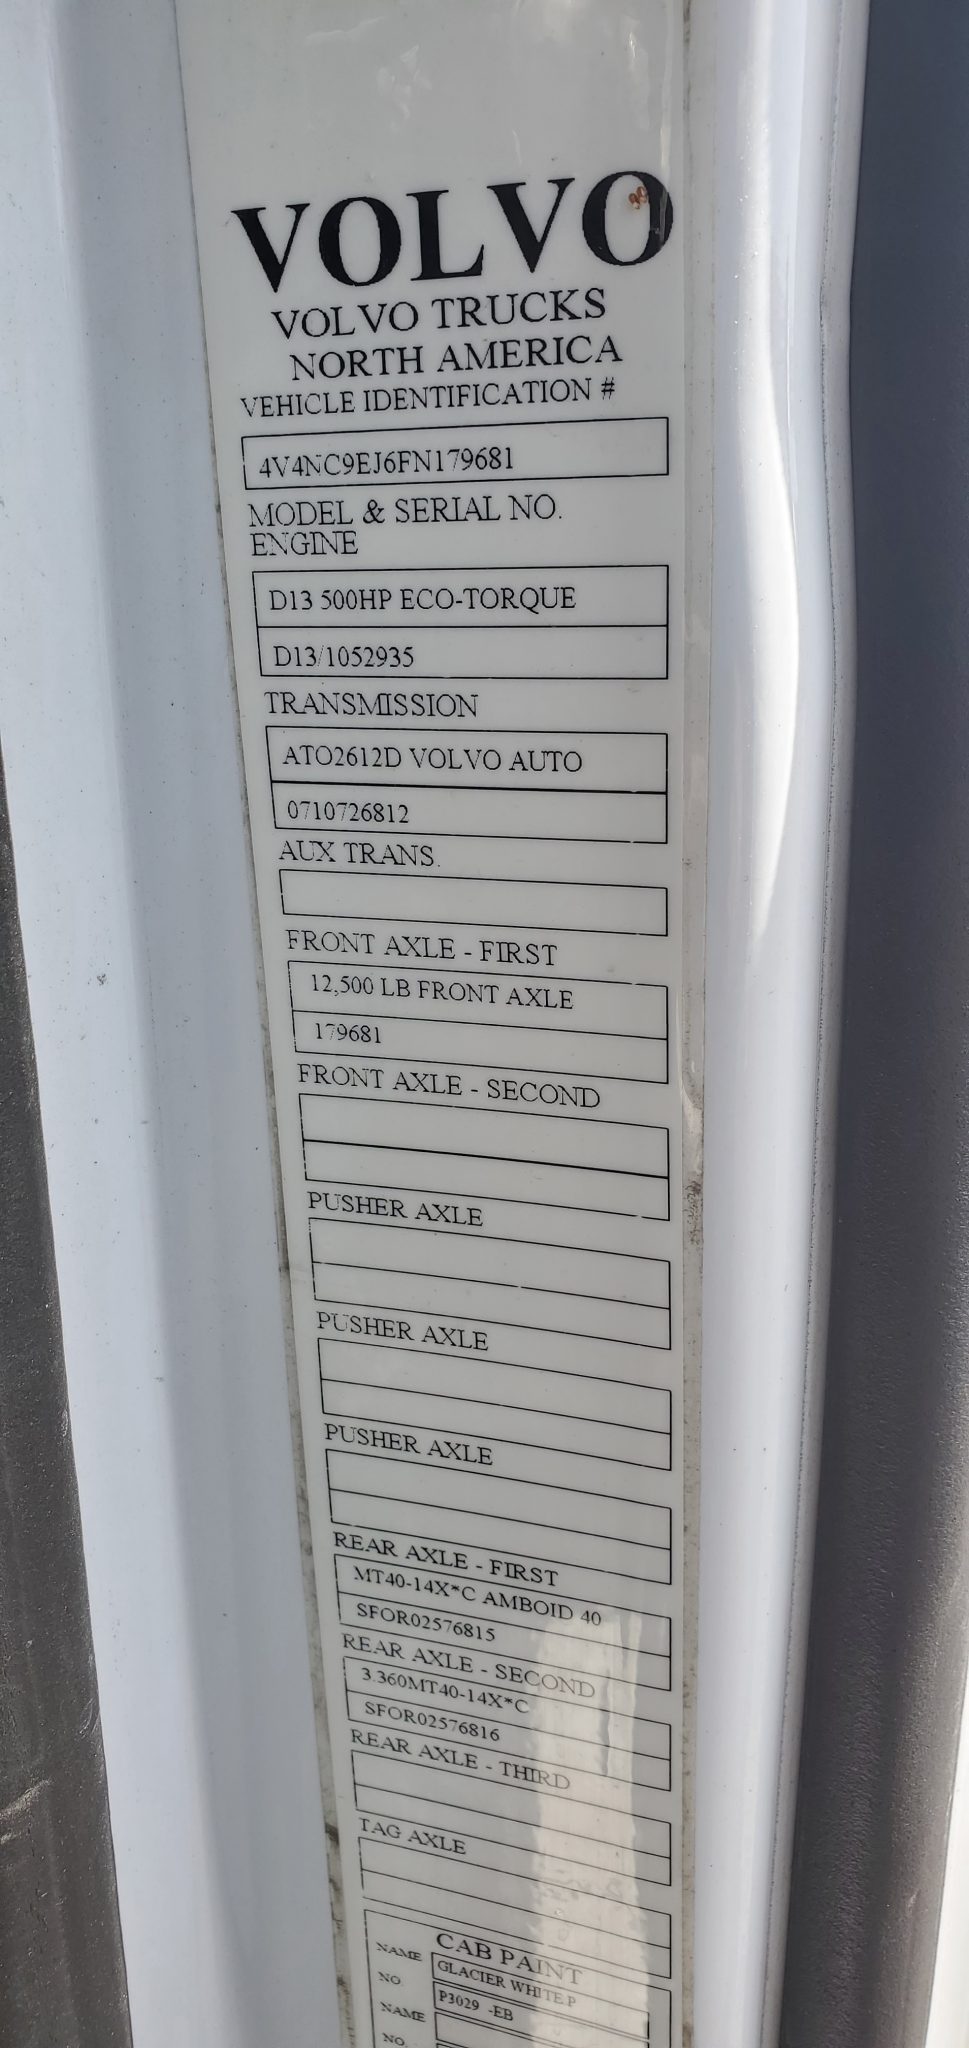 VOLVO
VOLVO TRUCKS
NORTH AMERICA
VEHICLE IDENTIFICATION #
4V4NC9EJ6FN179681
MODEL & SERIAL NO.
ENGINE
D13 500HP ECO-TORQUE
D13/1052935
TRANSMISSION
ATO2612D VOLVO AUTO
0710726812
AUX TRANS.
FRONT AXLE - FIRST
12,500 LB FRONT AXLE
179681
FRONT AXLE - SECOND
PUSHER AXLE
PUSHER AXLE
PUSHER AXLE
REAR AXLE - FIRST
MT40-14X*C AMBOID 40
SFOR02576815
REAR AXLE - SECOND
3.360MT40-14X*C
SFOR02576816
REAR AXLE - THIRD
TAG AXLE
CAB PAINT
NAME GLACIER WHITE P
NO. P3029 -EB
NAME
NO.